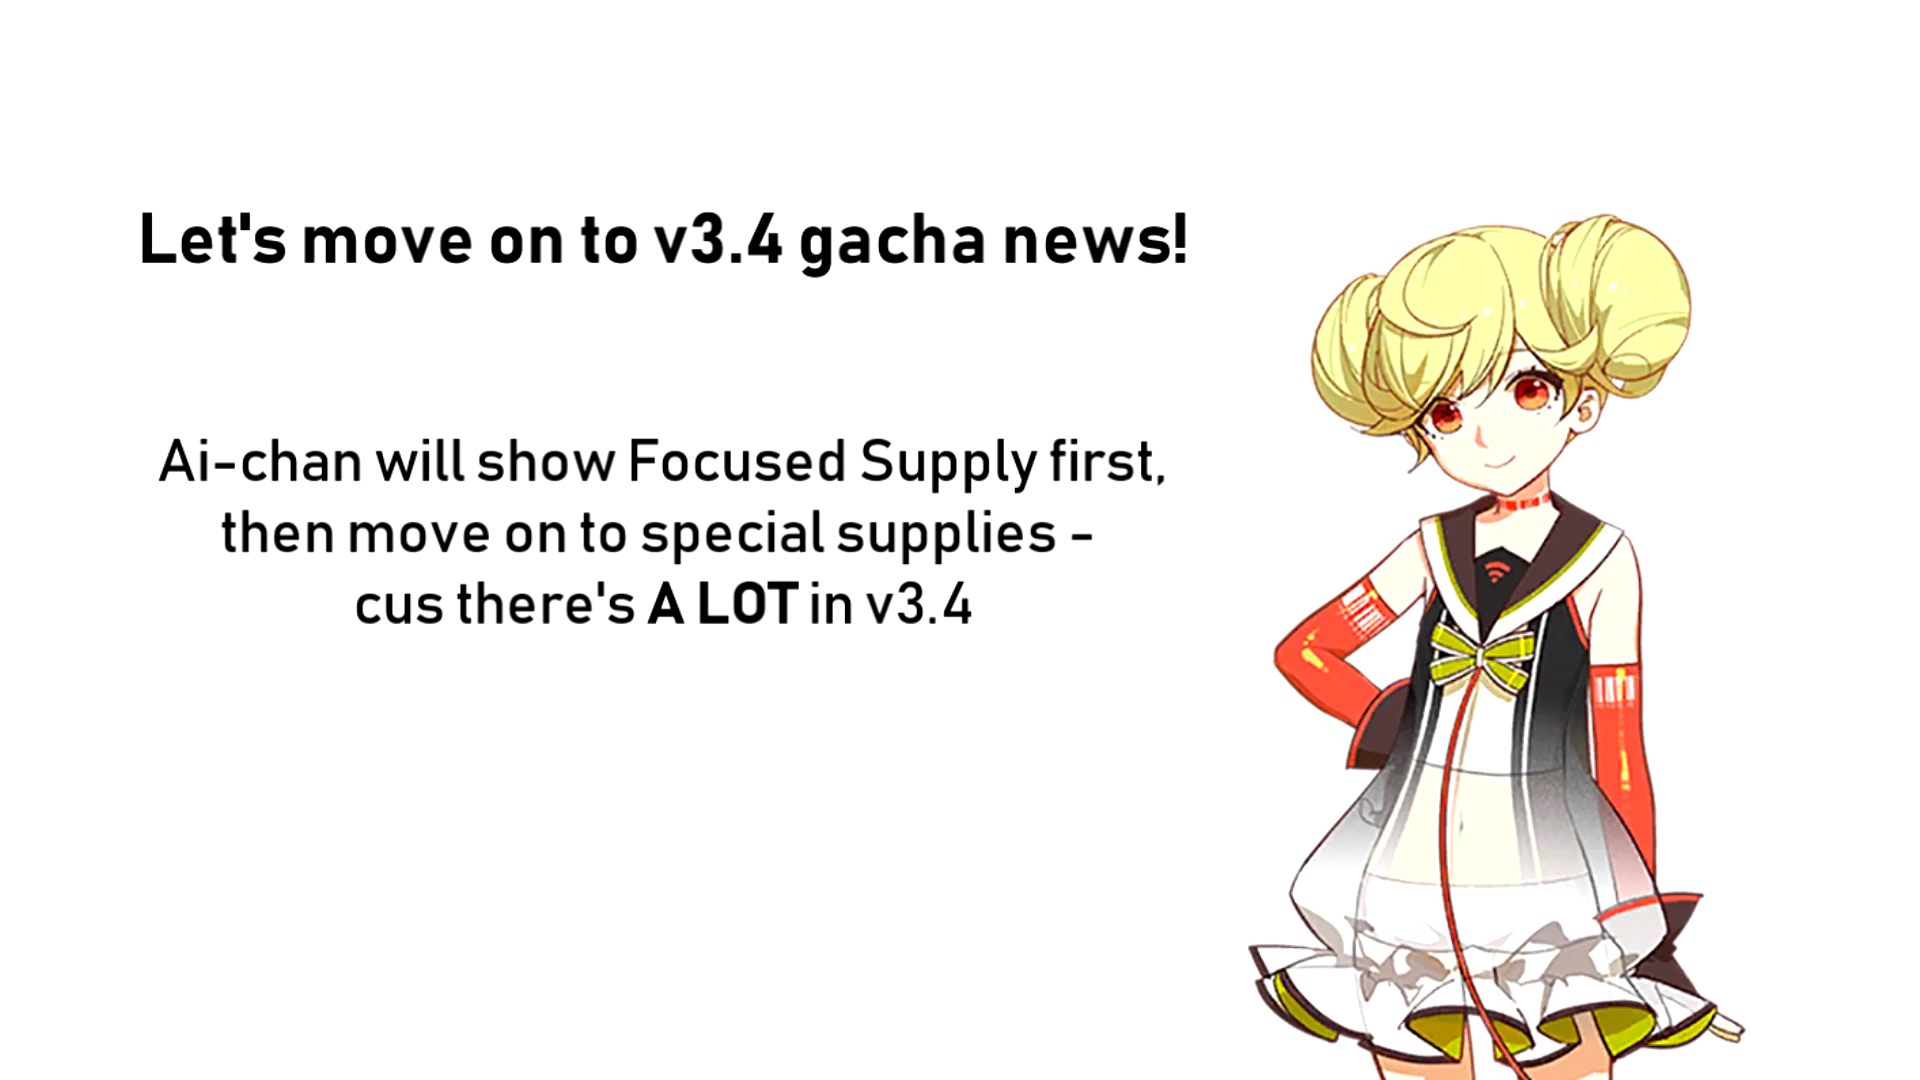 Let's move on to v3.4 gacha news!
Ai-chan will show Focused Supply first,
then move on to special supplies -
cus there's A LOT in v3.4